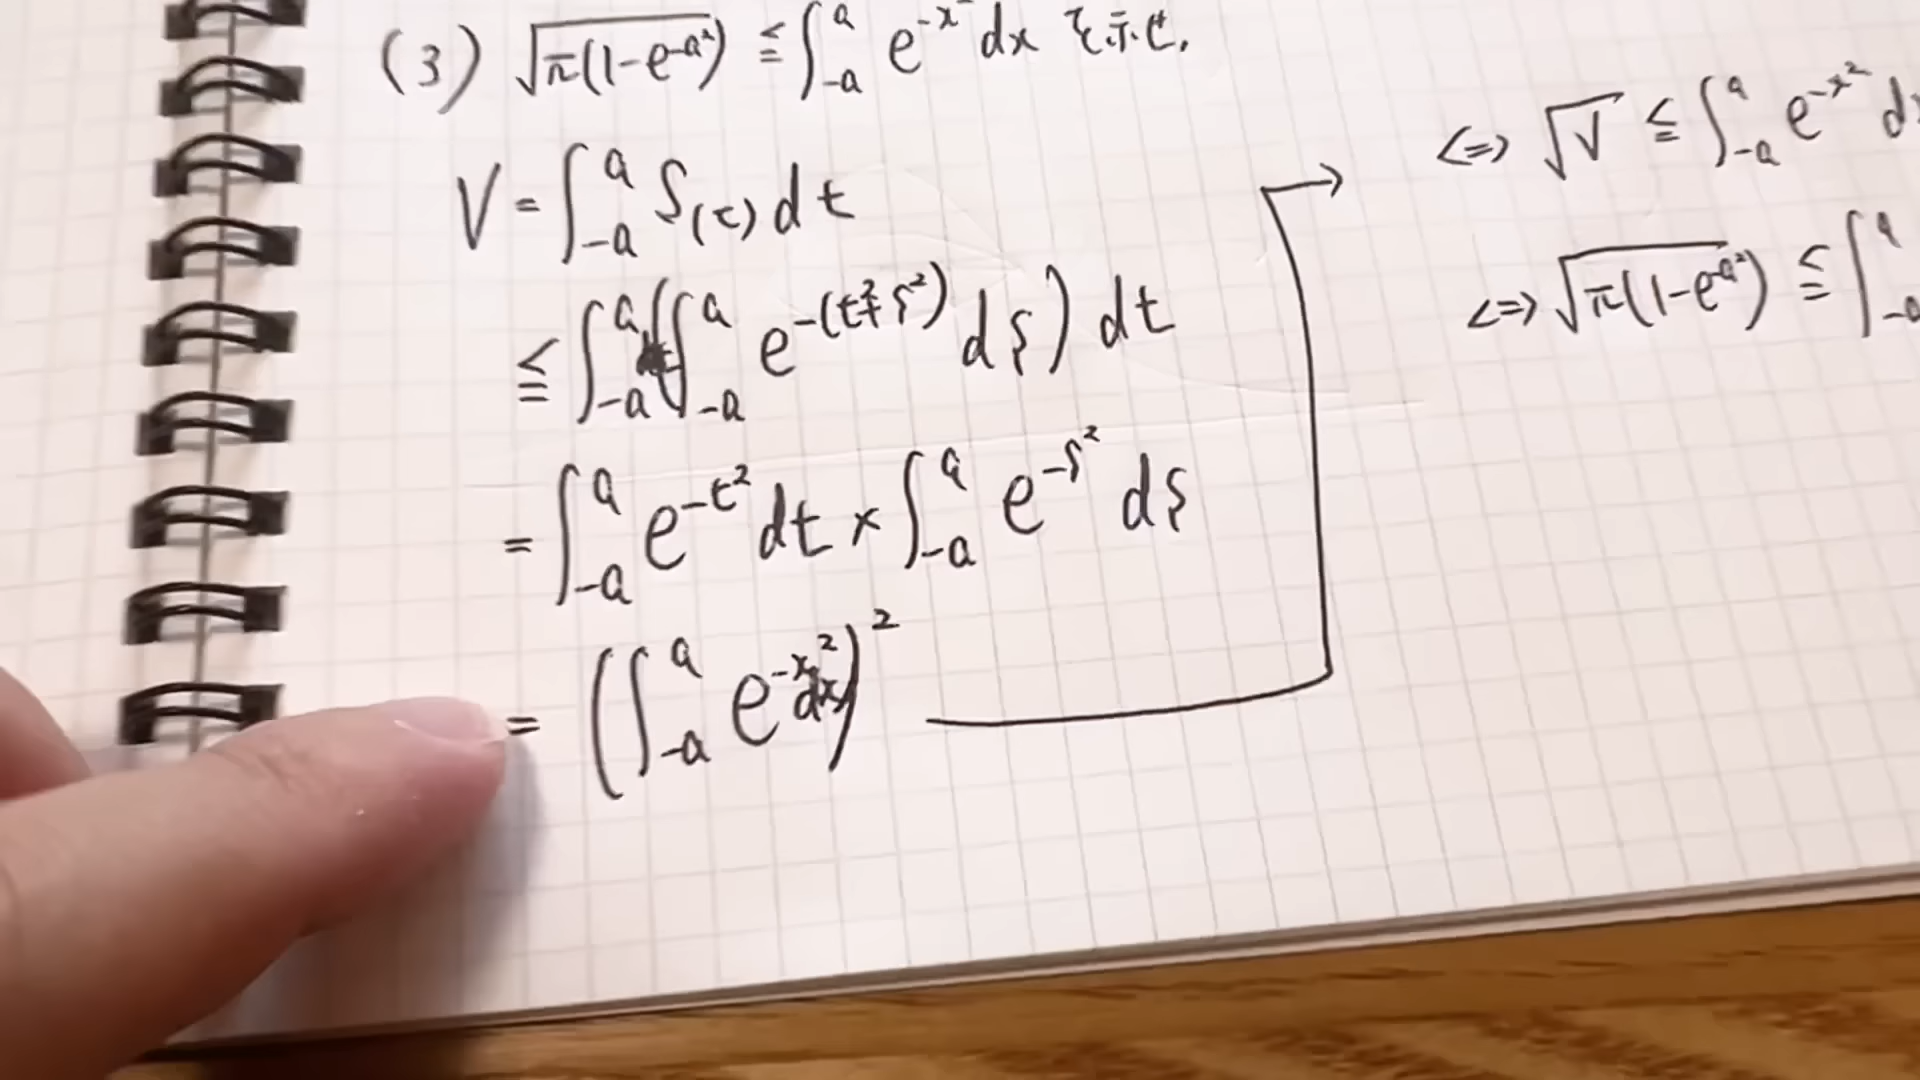 (3) √π(1-e^-a²) ≦ ∫_-a^a e^-x² dx を示せ.
V = ∫_-a^a S(t) dt
≦ ∫_-a^a (∫_-a^a e^-(t²+s²) ds) dt
= ∫_-a^a e^-t² dt × ∫_-a^a e^-s² ds
= (∫_-a^a e^-x² dx)²
⇔ √V ≦ ∫_-a^a e^-x² d
⇔ √π(1-e^-a²) ≦ ∫_-a^a